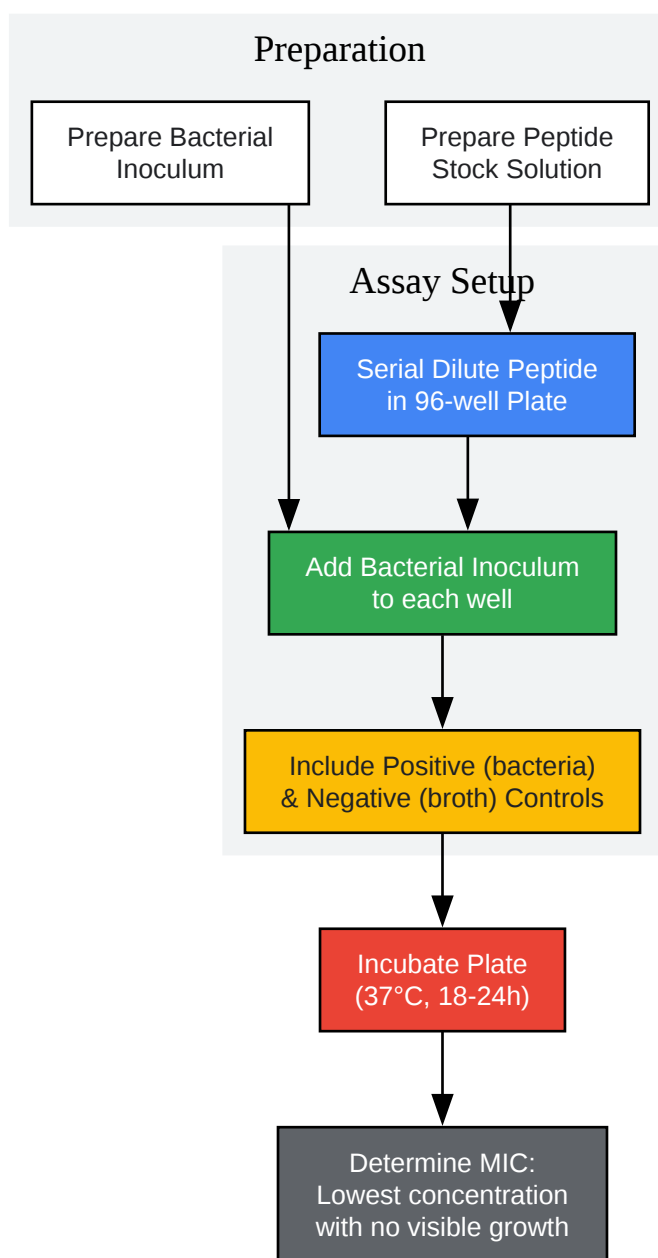 Preparation
Prepare Bacterial
Inoculum
Prepare Peptide
Stock Solution
Assay Setup
Serial Dilute Peptide
in 96-well Plate
Add Bacterial Inoculum
to each well
Include Positive (bacteria)
& Negative (broth) Controls
Incubate Plate
(37°C, 18-24h)
Determine MIC:
Lowest concentration
with no visible growth